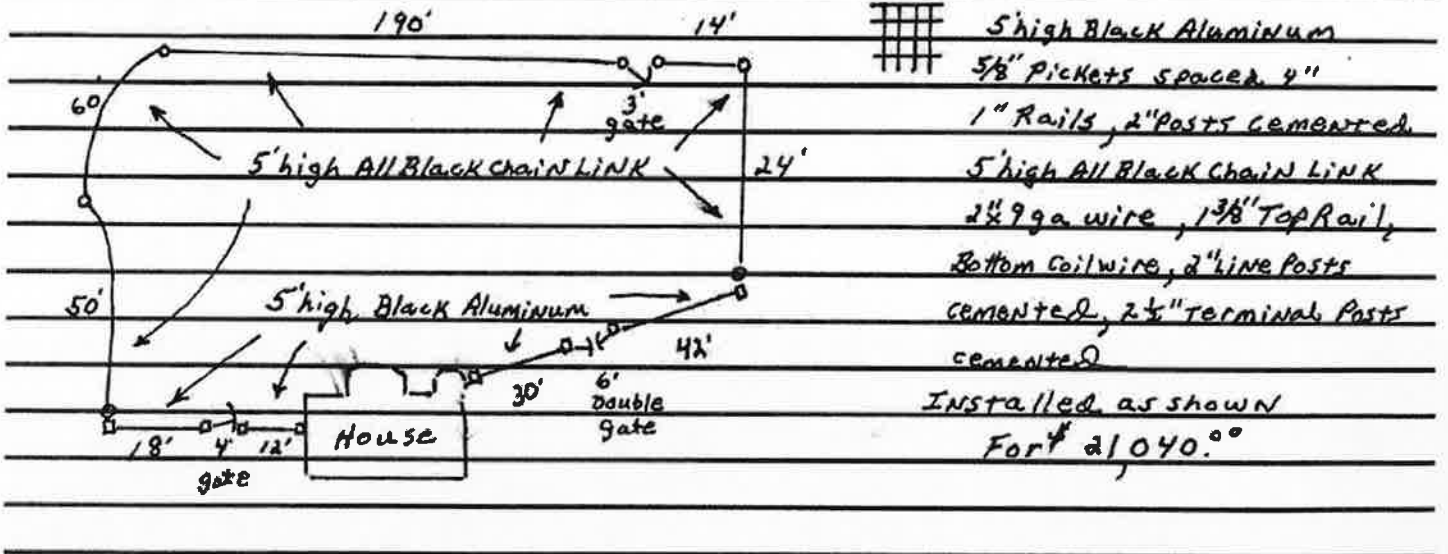 190'
14'
60'
3'
gate
5'high All Black Chain Link
24'
50'
5'high Black Aluminum
42'
30'
6'
Double
gate
House
18'
4'
12'
gate
5'high Black Aluminum
5/8" Pickets spaced 4"
1" Rails, 2" Posts cemented
5'high All Black Chain Link
2"x9ga wire, 1 3/8" Top Rail,
Bottom Coilwire, 2" Line Posts
cemented, 2 1/2" Terminal Posts
cemented
Installed as shown
For $ 21,040.00